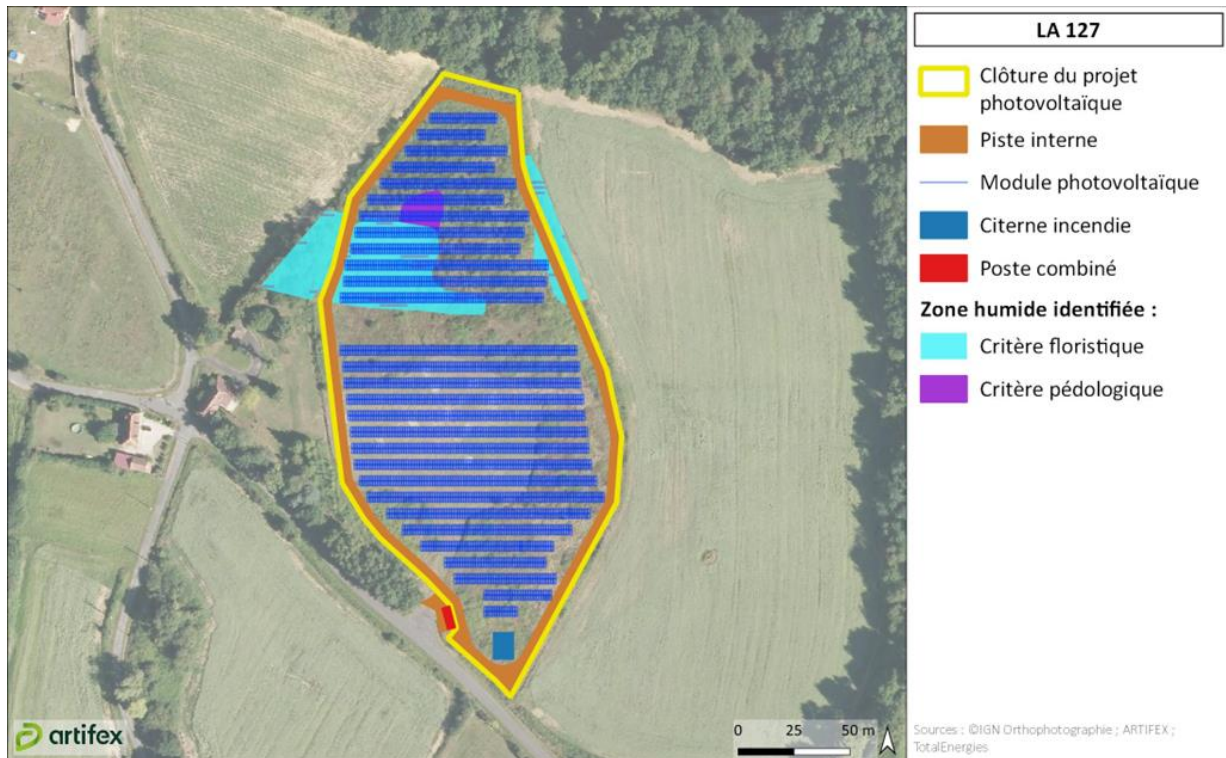 LA 127
Clôture du projet
photovoltaïque
Piste interne
Module photovoltaïque
Citerne incendie
Poste combiné
Zone humide identifiée :
Critère floristique
Critère pédologique
artifex
0 25 50 m
Sources : ©IGN Orthophotographie ; ARTIFEX ;
TotalEnergies